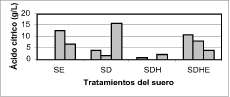 Ácido cítrico (g/L)
20
15
10
5
0
SE SD SDH SDHE
Tratamientos del suero